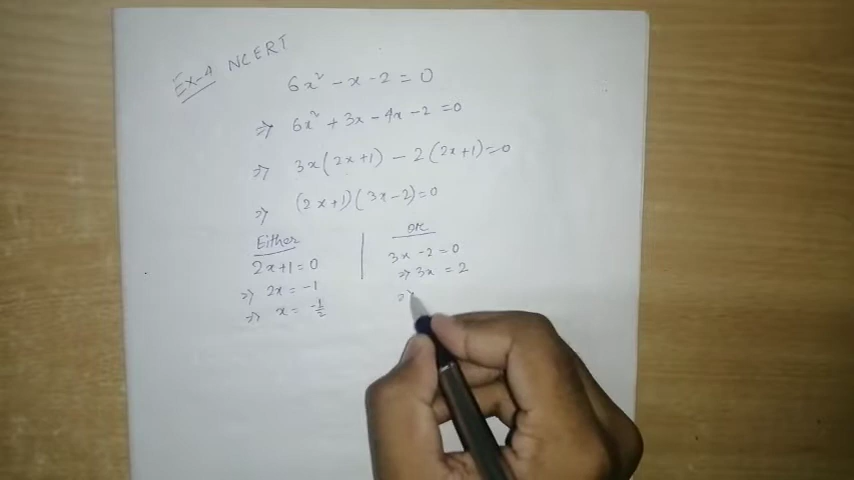 Ex-4 NCERT
6x² - x - 2 = 0
⇒ 6x² + 3x - 4x - 2 = 0
⇒ 3x(2x+1) - 2(2x+1) = 0
⇒ (2x+1)(3x-2) = 0
Either
2x+1 = 0
⇒ 2x = -1
⇒ x = -1/2
OR
3x - 2 = 0
⇒ 3x = 2
⇒